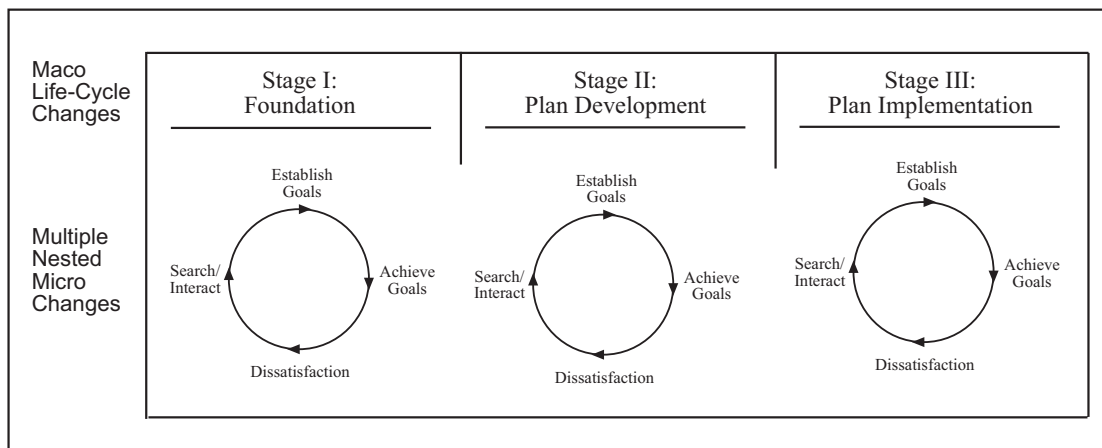 Maco
Life-Cycle
Changes
Stage I:
Foundation
Stage II:
Plan Development
Stage III:
Plan Implementation
Multiple
Nested
Micro
Changes
Establish
Goals
Search/
Interact
Achieve
Goals
Dissatisfaction
Establish
Goals
Search/
Interact
Achieve
Goals
Dissatisfaction
Establish
Goals
Search/
Interact
Achieve
Goals
Dissatisfaction